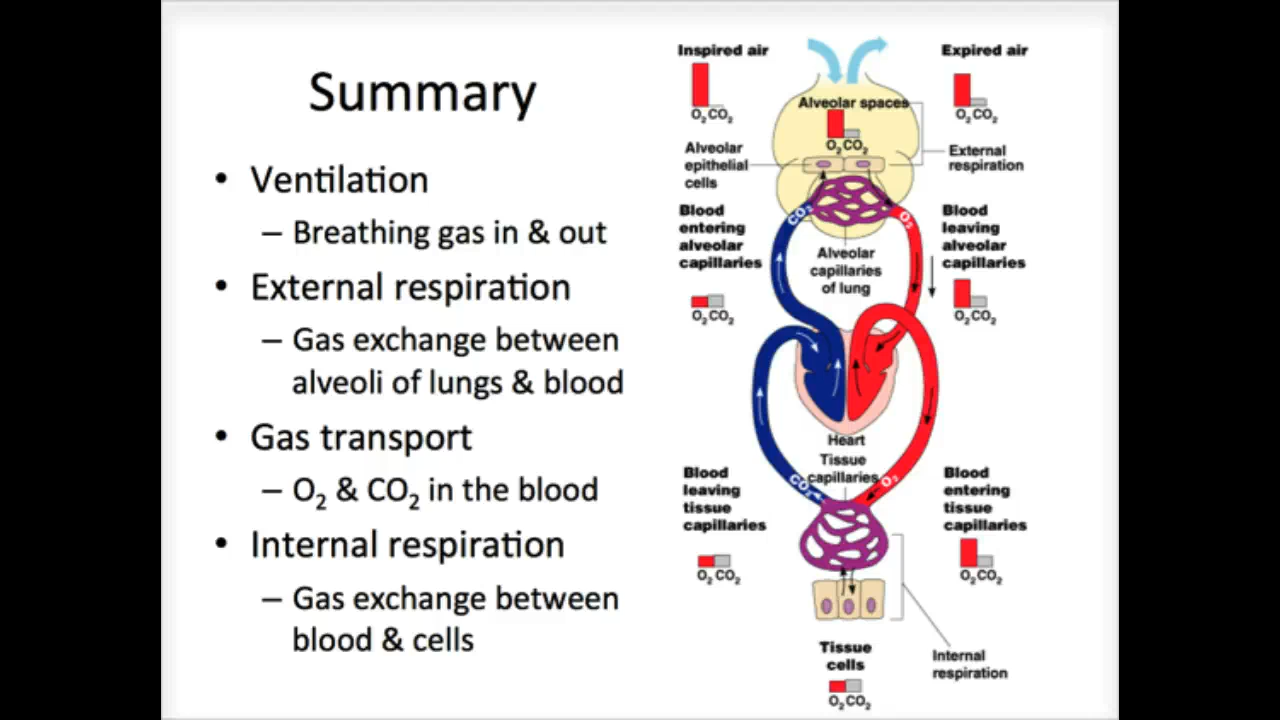 Summary
• Ventilation
– Breathing gas in & out
• External respiration
– Gas exchange between
alveoli of lungs & blood
• Gas transport
– O₂ & CO₂ in the blood
• Internal respiration
– Gas exchange between
blood & cells
Inspired air
O₂ CO₂
Expired air
O₂ CO₂
Alveolar spaces
O₂ CO₂
Alveolar
epithelial
cells
External
respiration
CO₂
O₂
Blood
entering
alveolar
capillaries
O₂ CO₂
Alveolar
capillaries
of lung
Blood
leaving
alveolar
capillaries
O₂ CO₂
Heart
Tissue
capillaries
CO₂
O₂
Blood
leaving
tissue
capillaries
O₂ CO₂
Blood
entering
tissue
capillaries
O₂ CO₂
Tissue
cells
O₂ CO₂
Internal
respiration